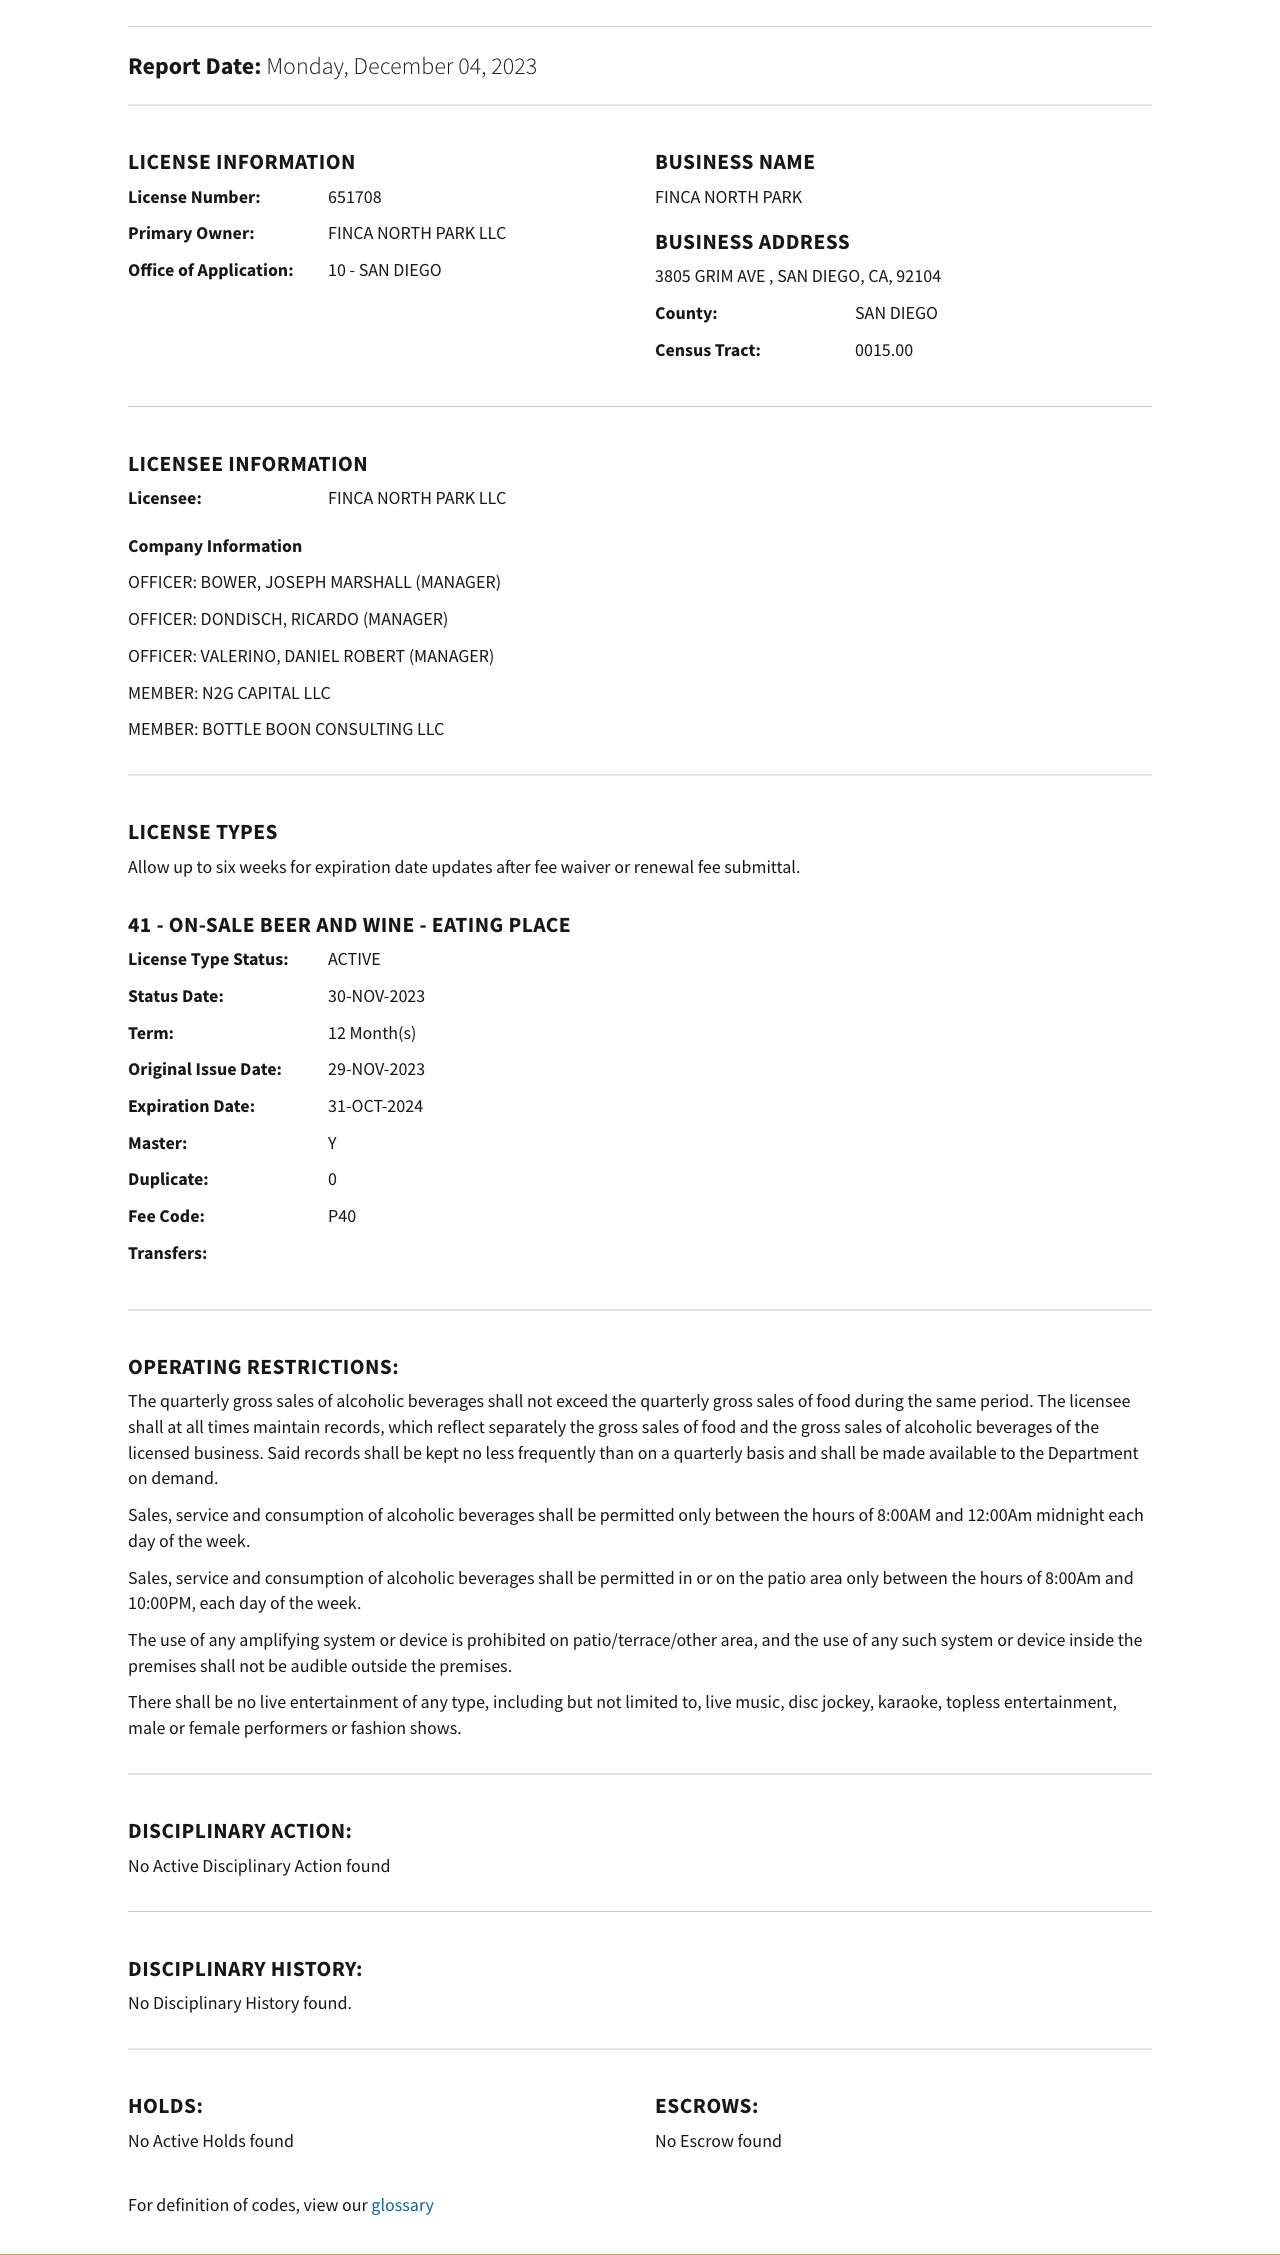 Report Date: Monday, December 04, 2023
LICENSE INFORMATION
License Number: 651708
Primary Owner: FINCA NORTH PARK LLC
Office of Application: 10 - SAN DIEGO
BUSINESS NAME
FINCA NORTH PARK
BUSINESS ADDRESS
3805 GRIM AVE , SAN DIEGO, CA, 92104
County: SAN DIEGO
Census Tract: 0015.00
LICENSEE INFORMATION
Licensee: FINCA NORTH PARK LLC
Company Information
OFFICER: BOWER, JOSEPH MARSHALL (MANAGER)
OFFICER: DONDISCH, RICARDO (MANAGER)
OFFICER: VALERINO, DANIEL ROBERT (MANAGER)
MEMBER: N2G CAPITAL LLC
MEMBER: BOTTLE BOON CONSULTING LLC
LICENSE TYPES
Allow up to six weeks for expiration date updates after fee waiver or renewal fee submittal.
41 - ON-SALE BEER AND WINE - EATING PLACE
License Type Status: ACTIVE
Status Date: 30-NOV-2023
Term: 12 Month(s)
Original Issue Date: 29-NOV-2023
Expiration Date: 31-OCT-2024
Master: Y
Duplicate: 0
Fee Code: P40
Transfers:
OPERATING RESTRICTIONS:
The quarterly gross sales of alcoholic beverages shall not exceed the quarterly gross sales of food during the same period. The licensee
shall at all times maintain records, which reflect separately the gross sales of food and the gross sales of alcoholic beverages of the
licensed business. Said records shall be kept no less frequently than on a quarterly basis and shall be made available to the Department
on demand.
Sales, service and consumption of alcoholic beverages shall be permitted only between the hours of 8:00AM and 12:00Am midnight each
day of the week.
Sales, service and consumption of alcoholic beverages shall be permitted in or on the patio area only between the hours of 8:00Am and
10:00PM, each day of the week.
The use of any amplifying system or device is prohibited on patio/terrace/other area, and the use of any such system or device inside the
premises shall not be audible outside the premises.
There shall be no live entertainment of any type, including but not limited to, live music, disc jockey, karaoke, topless entertainment,
male or female performers or fashion shows.
DISCIPLINARY ACTION:
No Active Disciplinary Action found
DISCIPLINARY HISTORY:
No Disciplinary History found.
HOLDS:
No Active Holds found
ESCROWS:
No Escrow found
For definition of codes, view our glossary